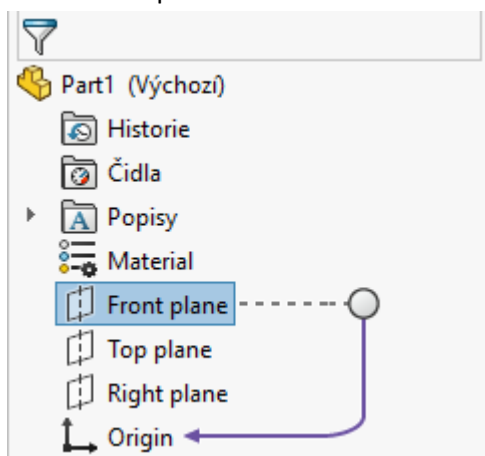 Part1 (Výchozí)
Historie
Čidla
Popisy
Material
Front plane
Top plane
Right plane
Origin